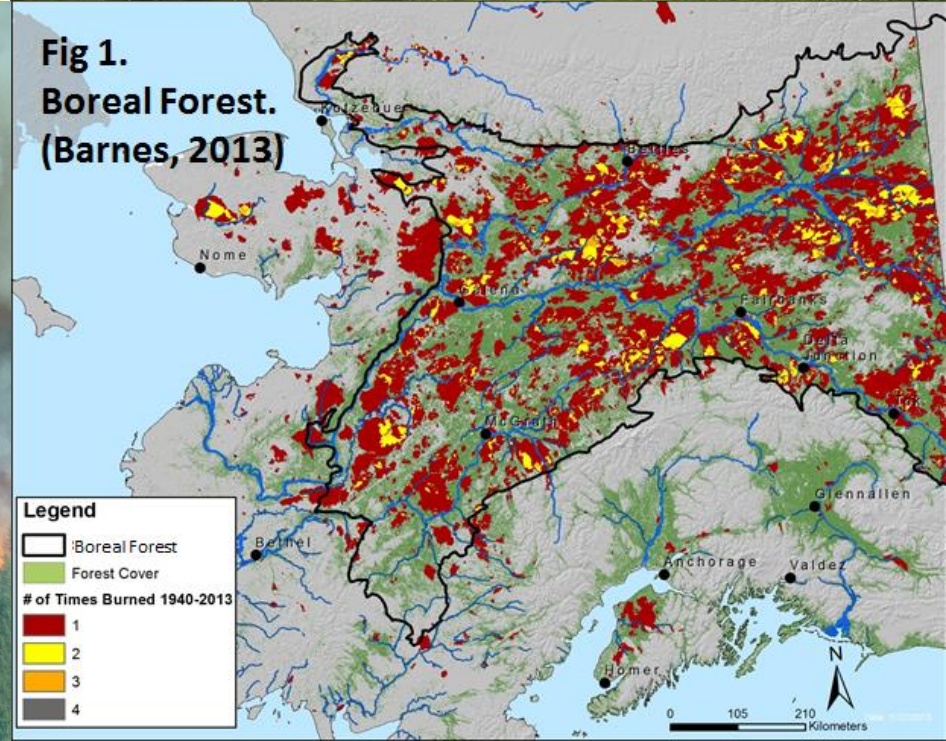 Fig 1.
Boreal Forest.
(Barnes, 2013)
Kotzebue
Bettles
Nome
Galena
Fairbanks
Delta
Junction
Tok
McGrath
Glennallen
Bethel
Anchorage
Valdez
Homer
Legend
Boreal Forest
Forest Cover
# of Times Burned 1940-2013
1
2
3
4
N
0 105 210
Kilometers